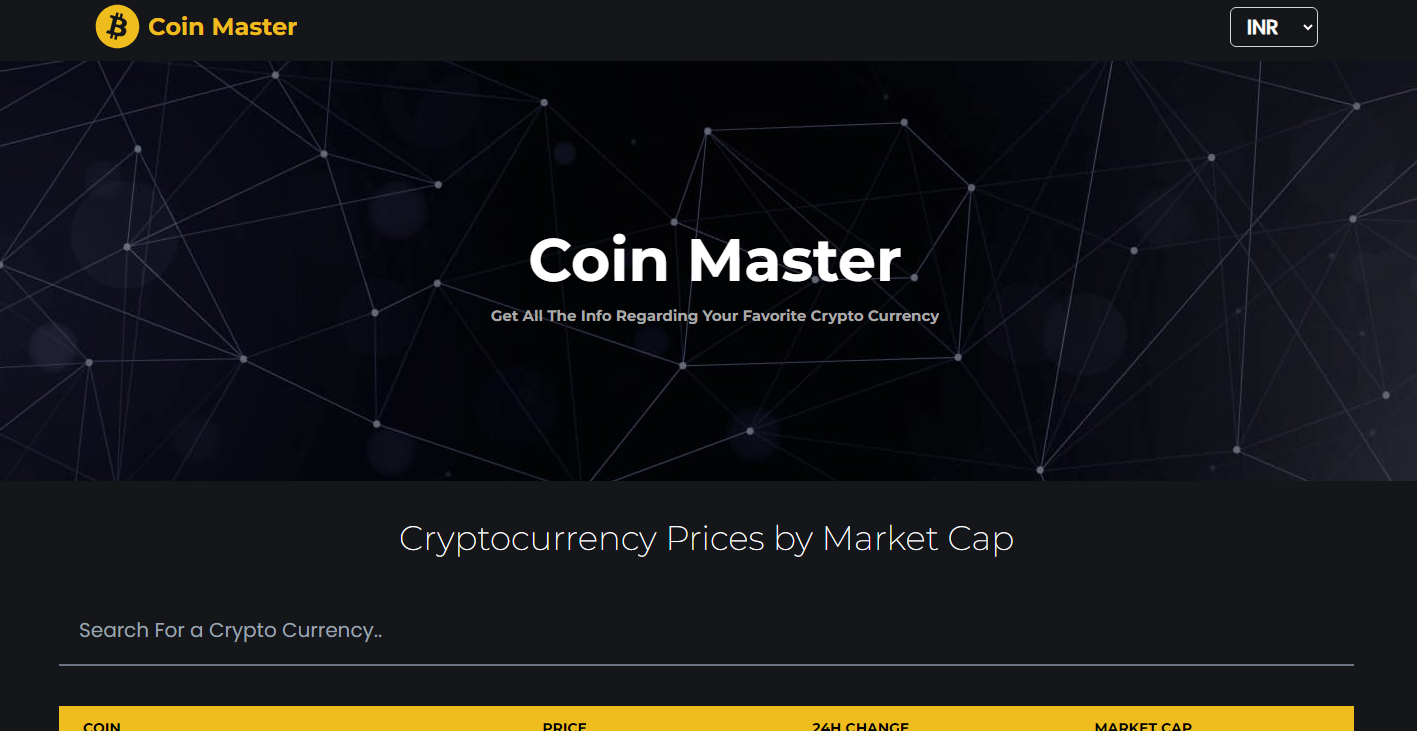 Coin Master
INR
Coin Master
Get All The Info Regarding Your Favorite Crypto Currency
Cryptocurrency Prices by Market Cap
Search For a Crypto Currency..
COIN PRICE 24H CHANGE MARKET CAP